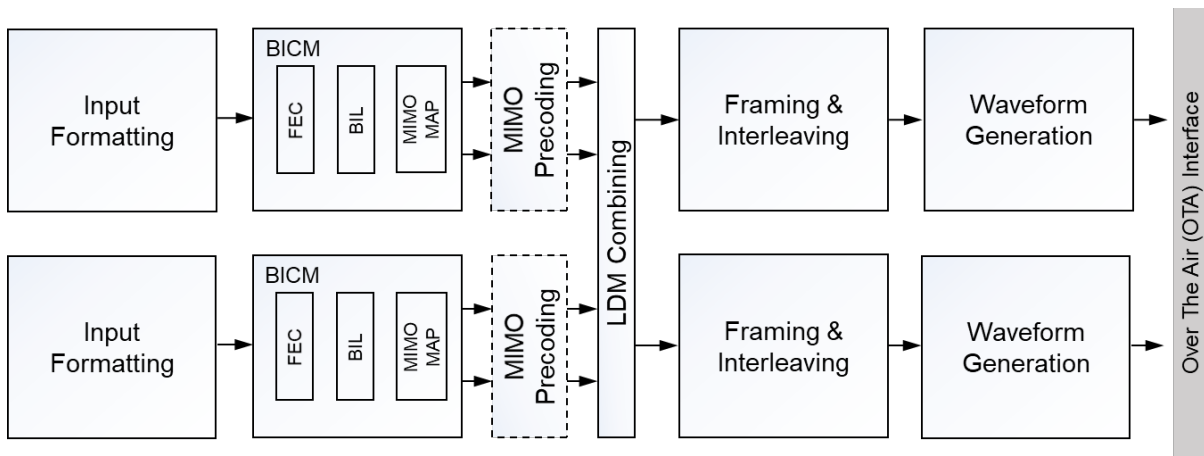 Input
Formatting
BICM
FEC
BIL
MIMO
MAP
MIMO
Precoding
LDM Combining
Framing &
Interleaving
Waveform
Generation
Over The Air (OTA) Interface
Input
Formatting
BICM
FEC
BIL
MIMO
MAP
MIMO
Precoding
Framing &
Interleaving
Waveform
Generation